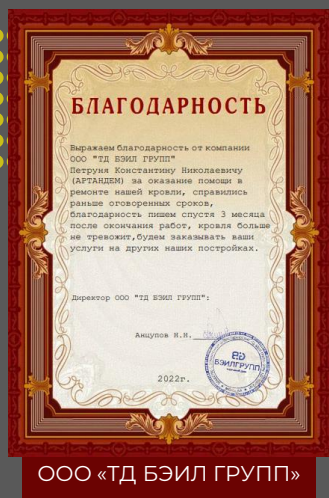 БЛАГОДАРНОСТЬ
Выражаем благодарность от компании
ООО "ТД БЭИЛ ГРУПП"
Петруня Константину Николаевичу
(АРТАНДЕМ) за оказание помощи в
ремонте нашей кровли, справились
раньше оговоренных сроков,
благодарность пишем спустя 3 месяца
после окончания работ, кровля больше
не тревожит,будем заказывать ваши
услуги на других наших постройках.
Директор ООО "ТД БЭИЛ ГРУПП":
Анцупов Н.Н.
БЭИЛГРУПП
2022г.
ООО «ТД БЭИЛ ГРУПП»